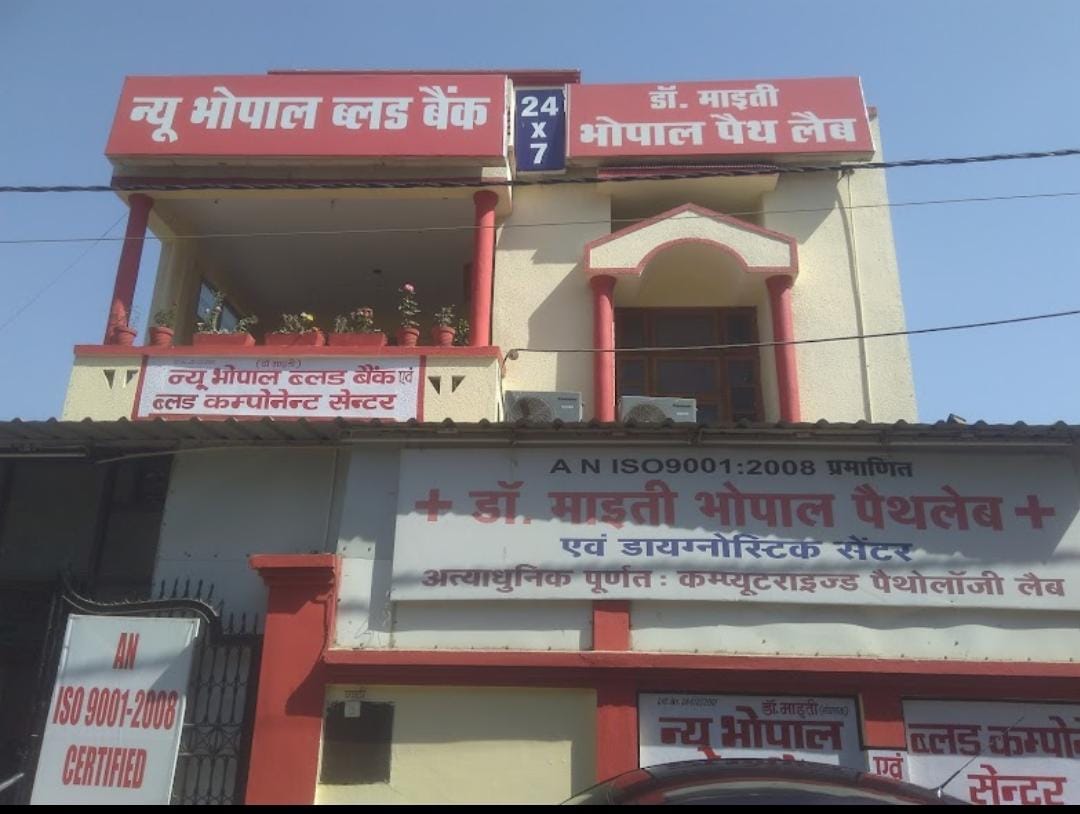 न्यू भोपाल ब्लड बैंक
24
x
7
डॉ. माइती
भोपाल पैथ लैब
(डॉ माइती)
न्यू भोपाल ब्लड बैंक एवं
ब्लड कम्पोनेन्ट सेन्टर
A N ISO9001:2008 प्रमाणित
+ डॉ. माइती भोपाल पैथलेब +
एवं डायग्नोस्टिक सेंटर
अत्याधुनिक पूर्णत : कम्प्यूटराइज्ड पैथोलॉजी लैब
AN
ISO 9001-2008
CERTIFIED
डॉ. माइती
न्यू भोपाल
एवं
ब्लड कम्पोने
सेन्टर